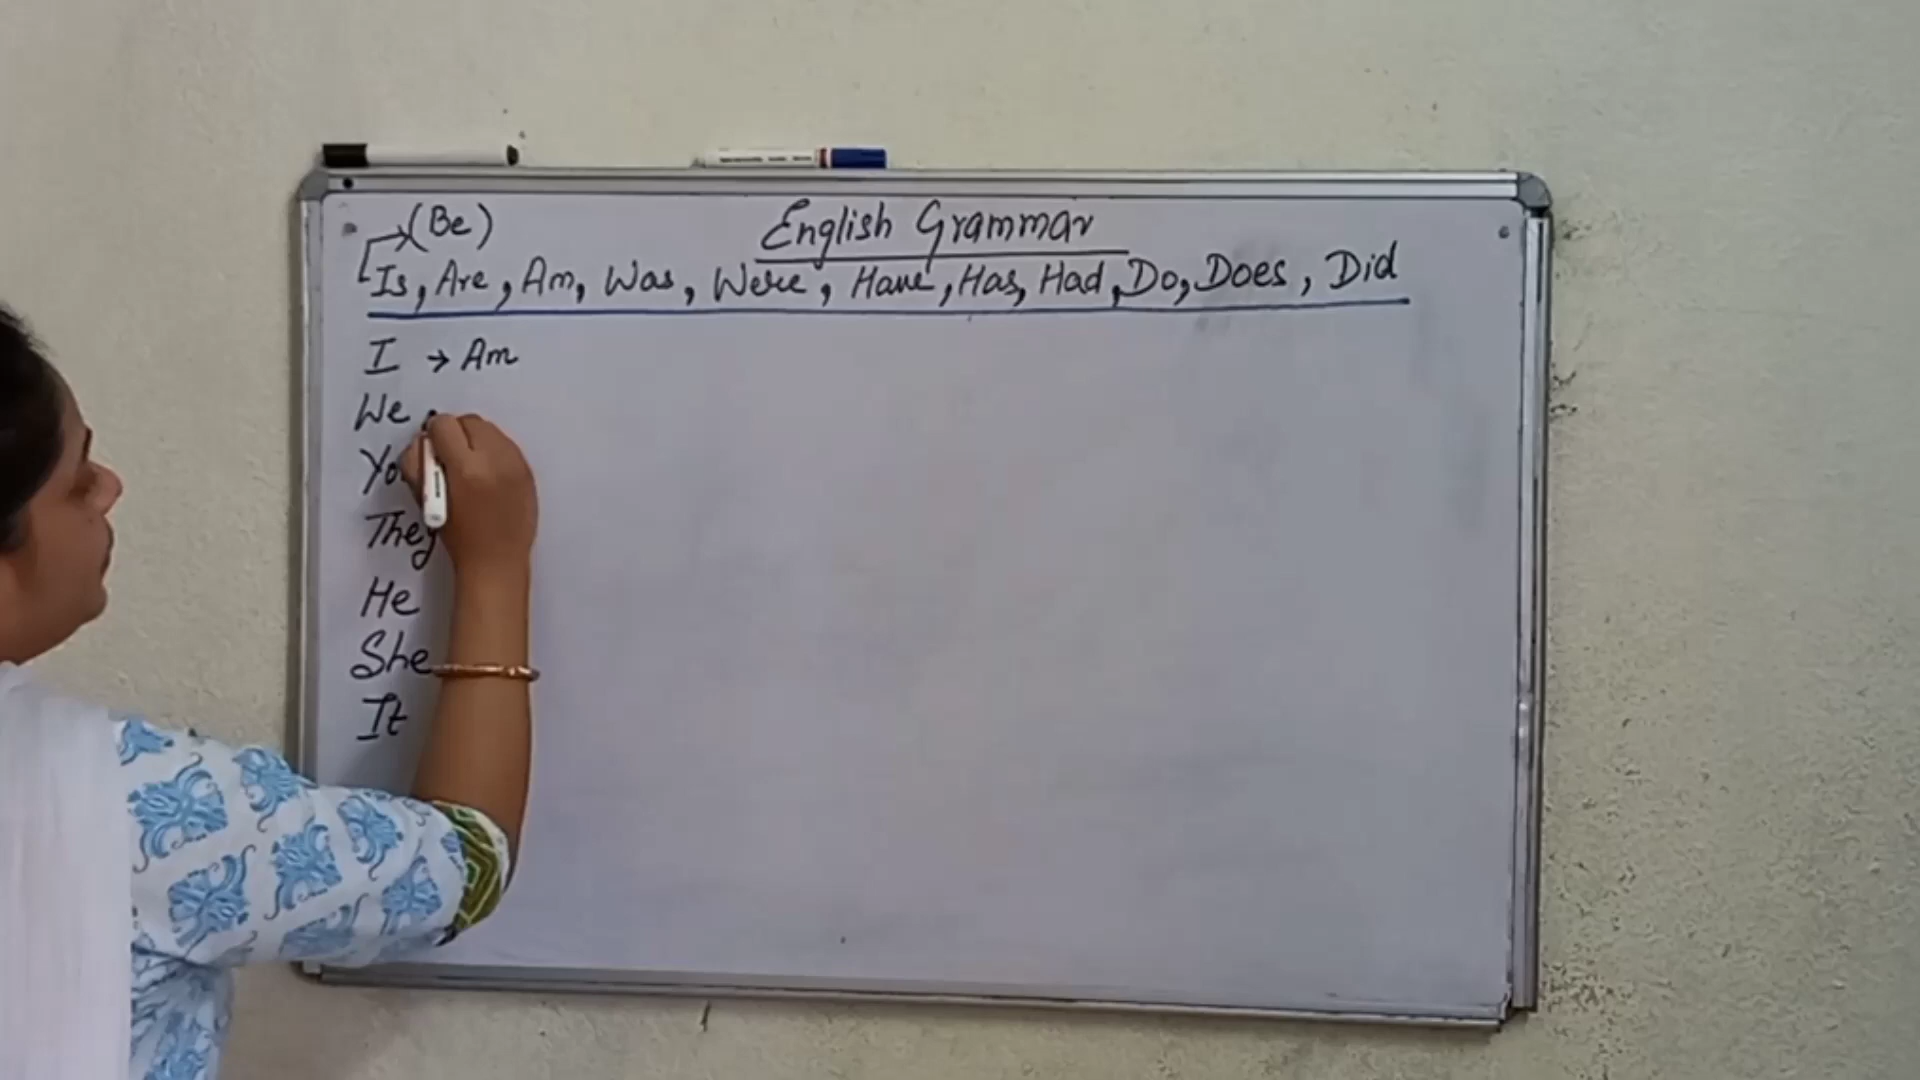 (Be) English Grammar
Is, Are, Am, Was, Were, Have, Has, Had, Do, Does, Did
I → Am
We
They
He
She
It